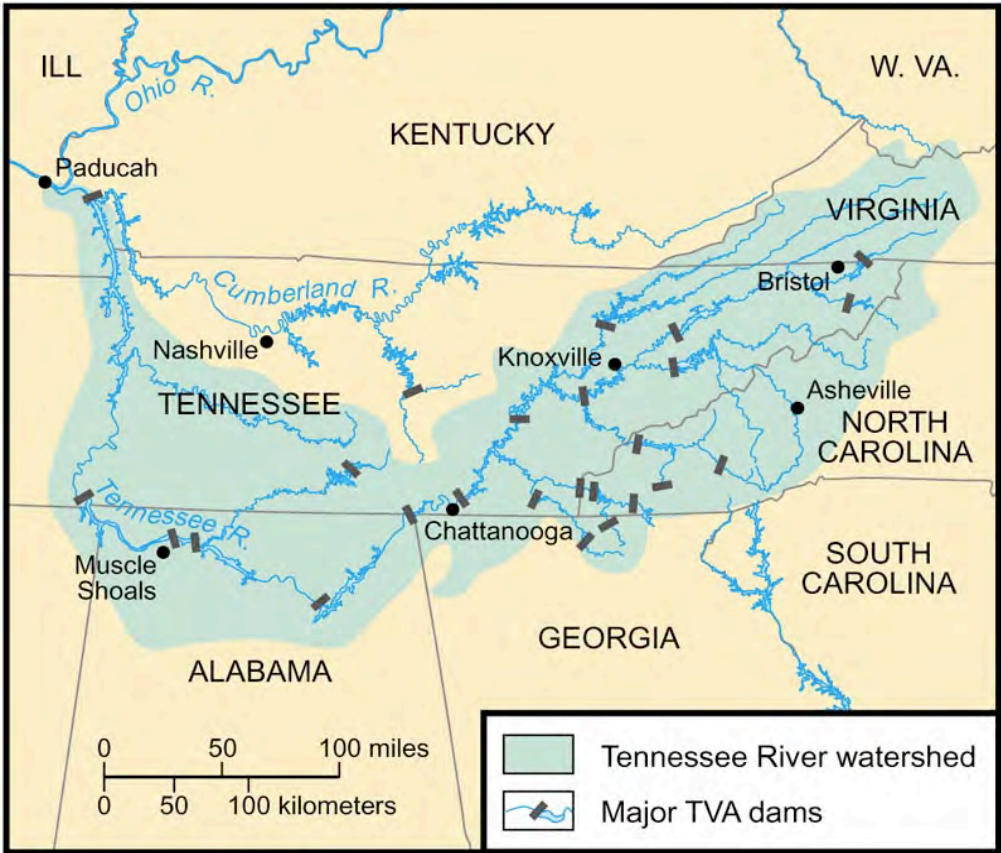 ILL
Ohio R.
W. VA.
KENTUCKY
Paducah
VIRGINIA
Bristol
Cumberland R.
Nashville
Knoxville
TENNESSEE
Asheville
NORTH
CAROLINA
Tennessee R.
Chattanooga
Muscle
Shoals
SOUTH
CAROLINA
GEORGIA
ALABAMA
0 50 100 miles
0 50 100 kilometers
Tennessee River watershed
Major TVA dams